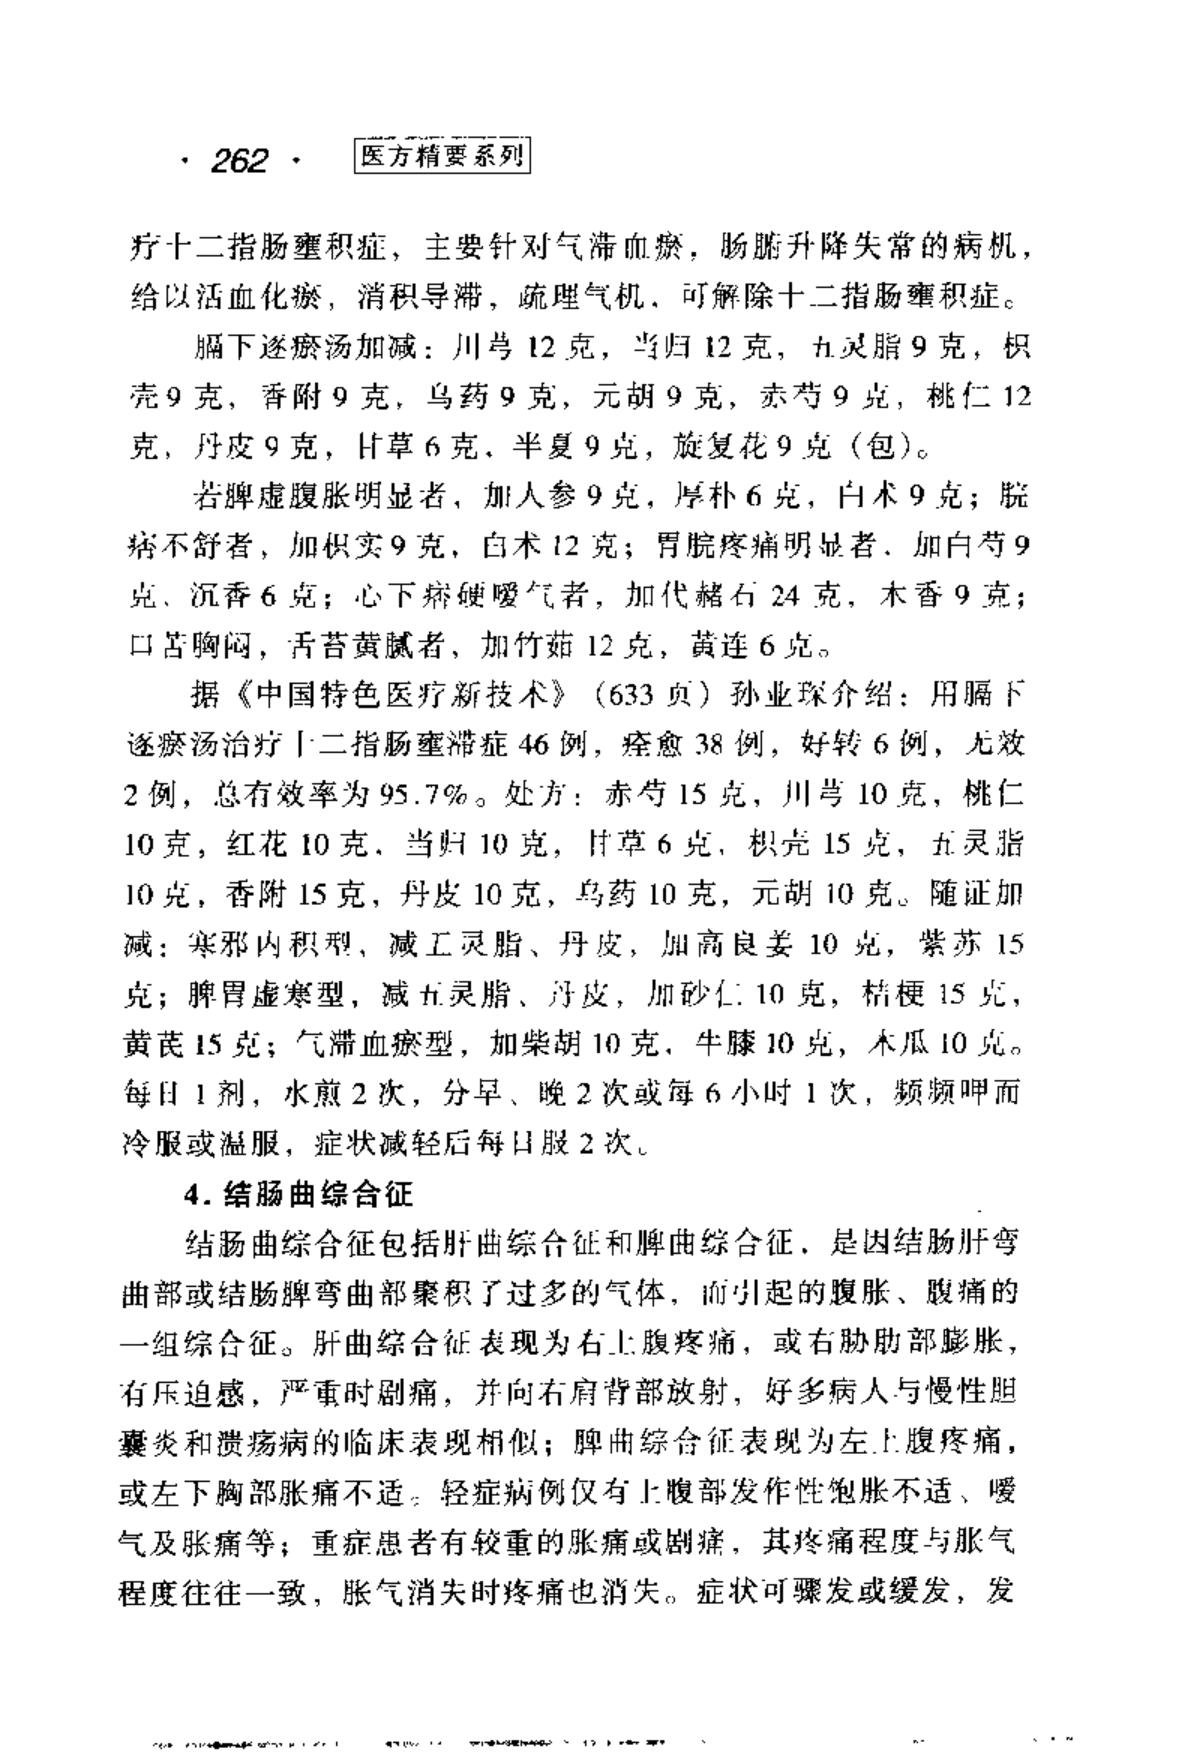 · 262 · 医方精要系列
疗十二指肠壅积症，主要针对气滞血瘀，肠腑升降失常的病机，
给以活血化瘀，消积导滞，疏理气机，可解除十二指肠壅积症。
膈下逐瘀汤加减：川芎 12 克，当归 12 克，五灵脂 9 克，枳
壳 9 克，香附 9 克，乌药 9 克，元胡 9 克，赤芍 9 克，桃仁 12
克，丹皮 9 克，甘草 6 克，半夏 9 克，旋复花 9 克（包）。
若脾虚腹胀明显者，加人参 9 克，厚朴 6 克，白术 9 克；脘
痞不舒者，加枳实 9 克，白术 12 克；胃脘疼痛明显者，加白芍 9
克、沉香 6 克；心下痞硬嗳气者，加代赭石 24 克，木香 9 克；
口苦胸闷，舌苔黄腻者，加竹茹 12 克，黄连 6 克。
据《中国特色医疗新技术》（633 页）孙业琛介绍：用膈下
逐瘀汤治疗十二指肠壅滞症 46 例，痊愈 38 例，好转 6 例，无效
2 例，总有效率为 95.7%。处方：赤芍 15 克，川芎 10 克，桃仁
10 克，红花 10 克，当归 10 克，甘草 6 克，枳壳 15 克，五灵脂
10 克，香附 15 克，丹皮 10 克，乌药 10 克，元胡 10 克。随证加
减：寒邪内积型，减五灵脂、丹皮，加高良姜 10 克，紫苏 15
克；脾胃虚寒型，减五灵脂、丹皮，加砂仁 10 克，桔梗 15 克，
黄芪 15 克；气滞血瘀型，加柴胡 10 克，牛膝 10 克，木瓜 10 克。
每日 1 剂，水煎 2 次，分早、晚 2 次或每 6 小时 1 次，频频呷而
冷服或温服，症状减轻后每日服 2 次。
4. 结肠曲综合征
结肠曲综合征包括肝曲综合征和脾曲综合征，是因结肠肝弯
曲部或结肠脾弯曲部聚积了过多的气体，而引起的腹胀、腹痛的
一组综合征。肝曲综合征表现为右上腹疼痛，或右胁肋部膨胀，
有压迫感，严重时剧痛，并向右肩背部放射，好多病人与慢性胆
囊炎和溃疡病的临床表现相似；脾曲综合征表现为左上腹疼痛，
或左下胸部胀痛不适。轻症病例仅有上腹部发作性饱胀不适、嗳
气及胀痛等；重症患者有较重的胀痛或剧痛，其疼痛程度与胀气
程度往往一致，胀气消失时疼痛也消失。症状可骤发或缓发，发